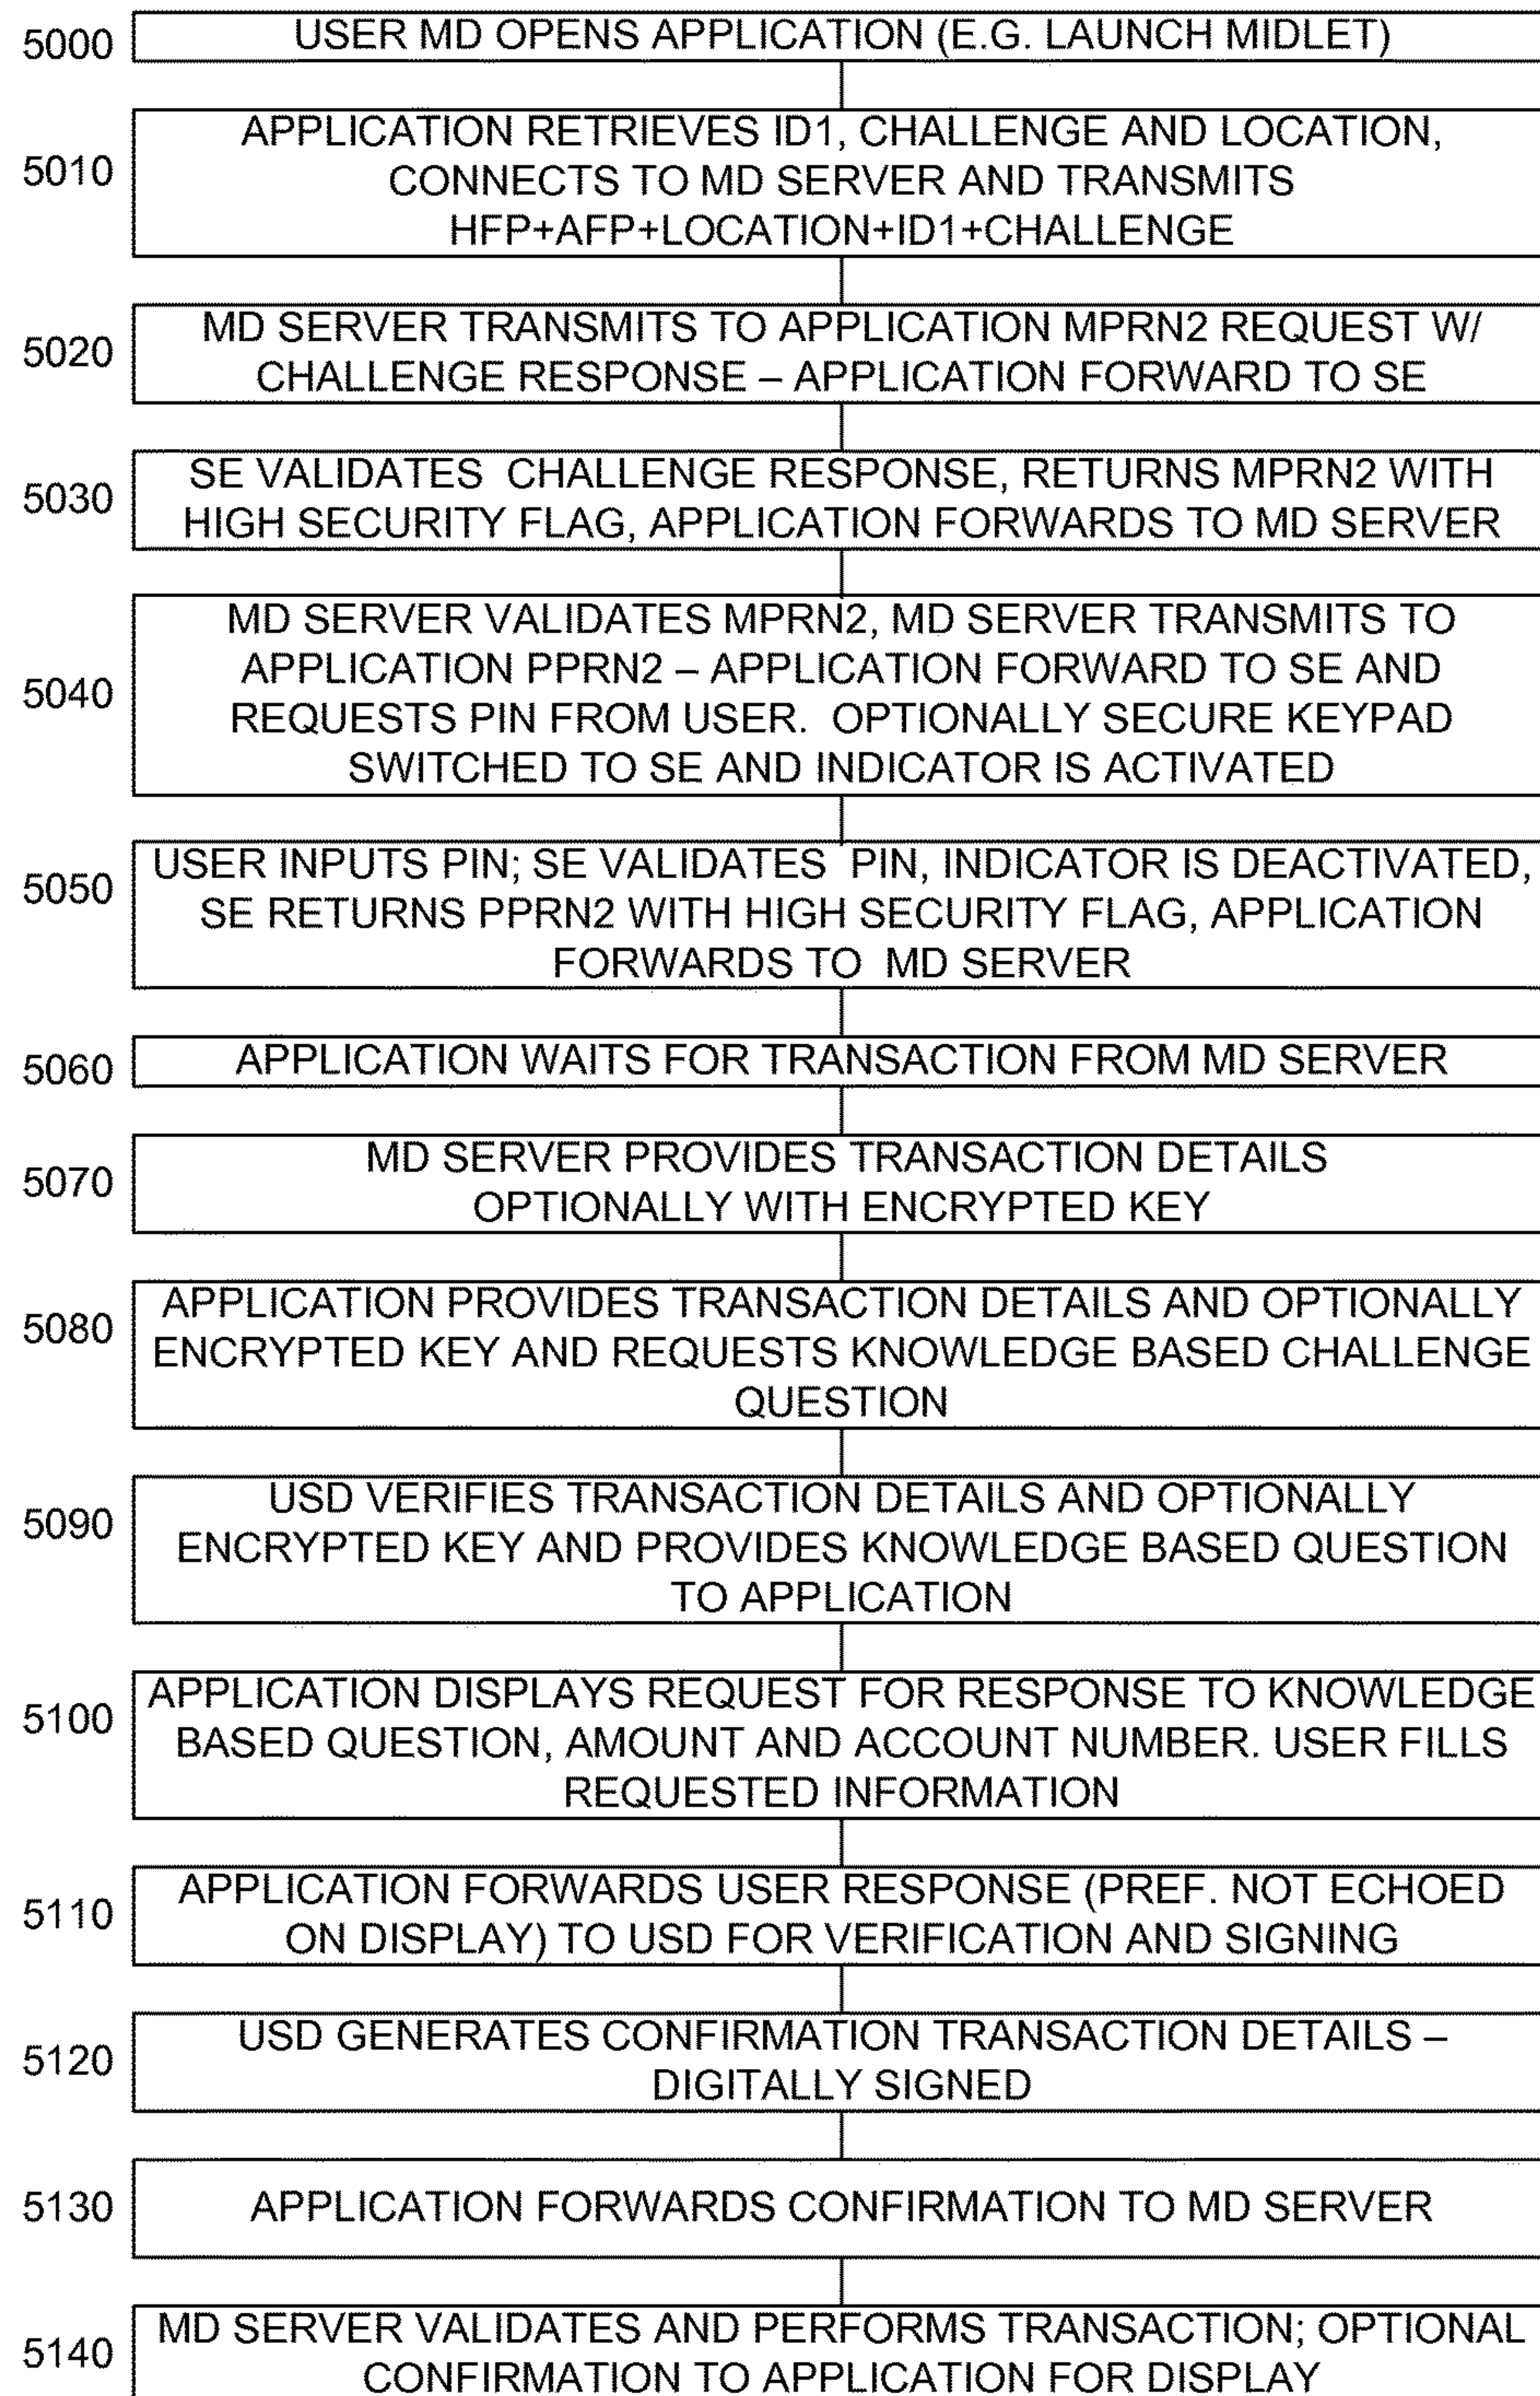 5000
USER MD OPENS APPLICATION (E.G. LAUNCH MIDLET)
5010
APPLICATION RETRIEVES ID1, CHALLENGE AND LOCATION,
CONNECTS TO MD SERVER AND TRANSMITS
HFP+AFP+LOCATION+ID1+CHALLENGE
5020
MD SERVER TRANSMITS TO APPLICATION MPRN2 REQUEST W/
CHALLENGE RESPONSE – APPLICATION FORWARD TO SE
5030
SE VALIDATES CHALLENGE RESPONSE, RETURNS MPRN2 WITH
HIGH SECURITY FLAG, APPLICATION FORWARDS TO MD SERVER
5040
MD SERVER VALIDATES MPRN2, MD SERVER TRANSMITS TO
APPLICATION PPRN2 – APPLICATION FORWARD TO SE AND
REQUESTS PIN FROM USER. OPTIONALLY SECURE KEYPAD
SWITCHED TO SE AND INDICATOR IS ACTIVATED
5050
USER INPUTS PIN; SE VALIDATES PIN, INDICATOR IS DEACTIVATED,
SE RETURNS PPRN2 WITH HIGH SECURITY FLAG, APPLICATION
FORWARDS TO MD SERVER
5060
APPLICATION WAITS FOR TRANSACTION FROM MD SERVER
5070
MD SERVER PROVIDES TRANSACTION DETAILS
OPTIONALLY WITH ENCRYPTED KEY
5080
APPLICATION PROVIDES TRANSACTION DETAILS AND OPTIONALLY
ENCRYPTED KEY AND REQUESTS KNOWLEDGE BASED CHALLENGE
QUESTION
5090
USD VERIFIES TRANSACTION DETAILS AND OPTIONALLY
ENCRYPTED KEY AND PROVIDES KNOWLEDGE BASED QUESTION
TO APPLICATION
5100
APPLICATION DISPLAYS REQUEST FOR RESPONSE TO KNOWLEDGE
BASED QUESTION, AMOUNT AND ACCOUNT NUMBER. USER FILLS
REQUESTED INFORMATION
5110
APPLICATION FORWARDS USER RESPONSE (PREF. NOT ECHOED
ON DISPLAY) TO USD FOR VERIFICATION AND SIGNING
5120
USD GENERATES CONFIRMATION TRANSACTION DETAILS –
DIGITALLY SIGNED
5130
APPLICATION FORWARDS CONFIRMATION TO MD SERVER
5140
MD SERVER VALIDATES AND PERFORMS TRANSACTION; OPTIONAL
CONFIRMATION TO APPLICATION FOR DISPLAY